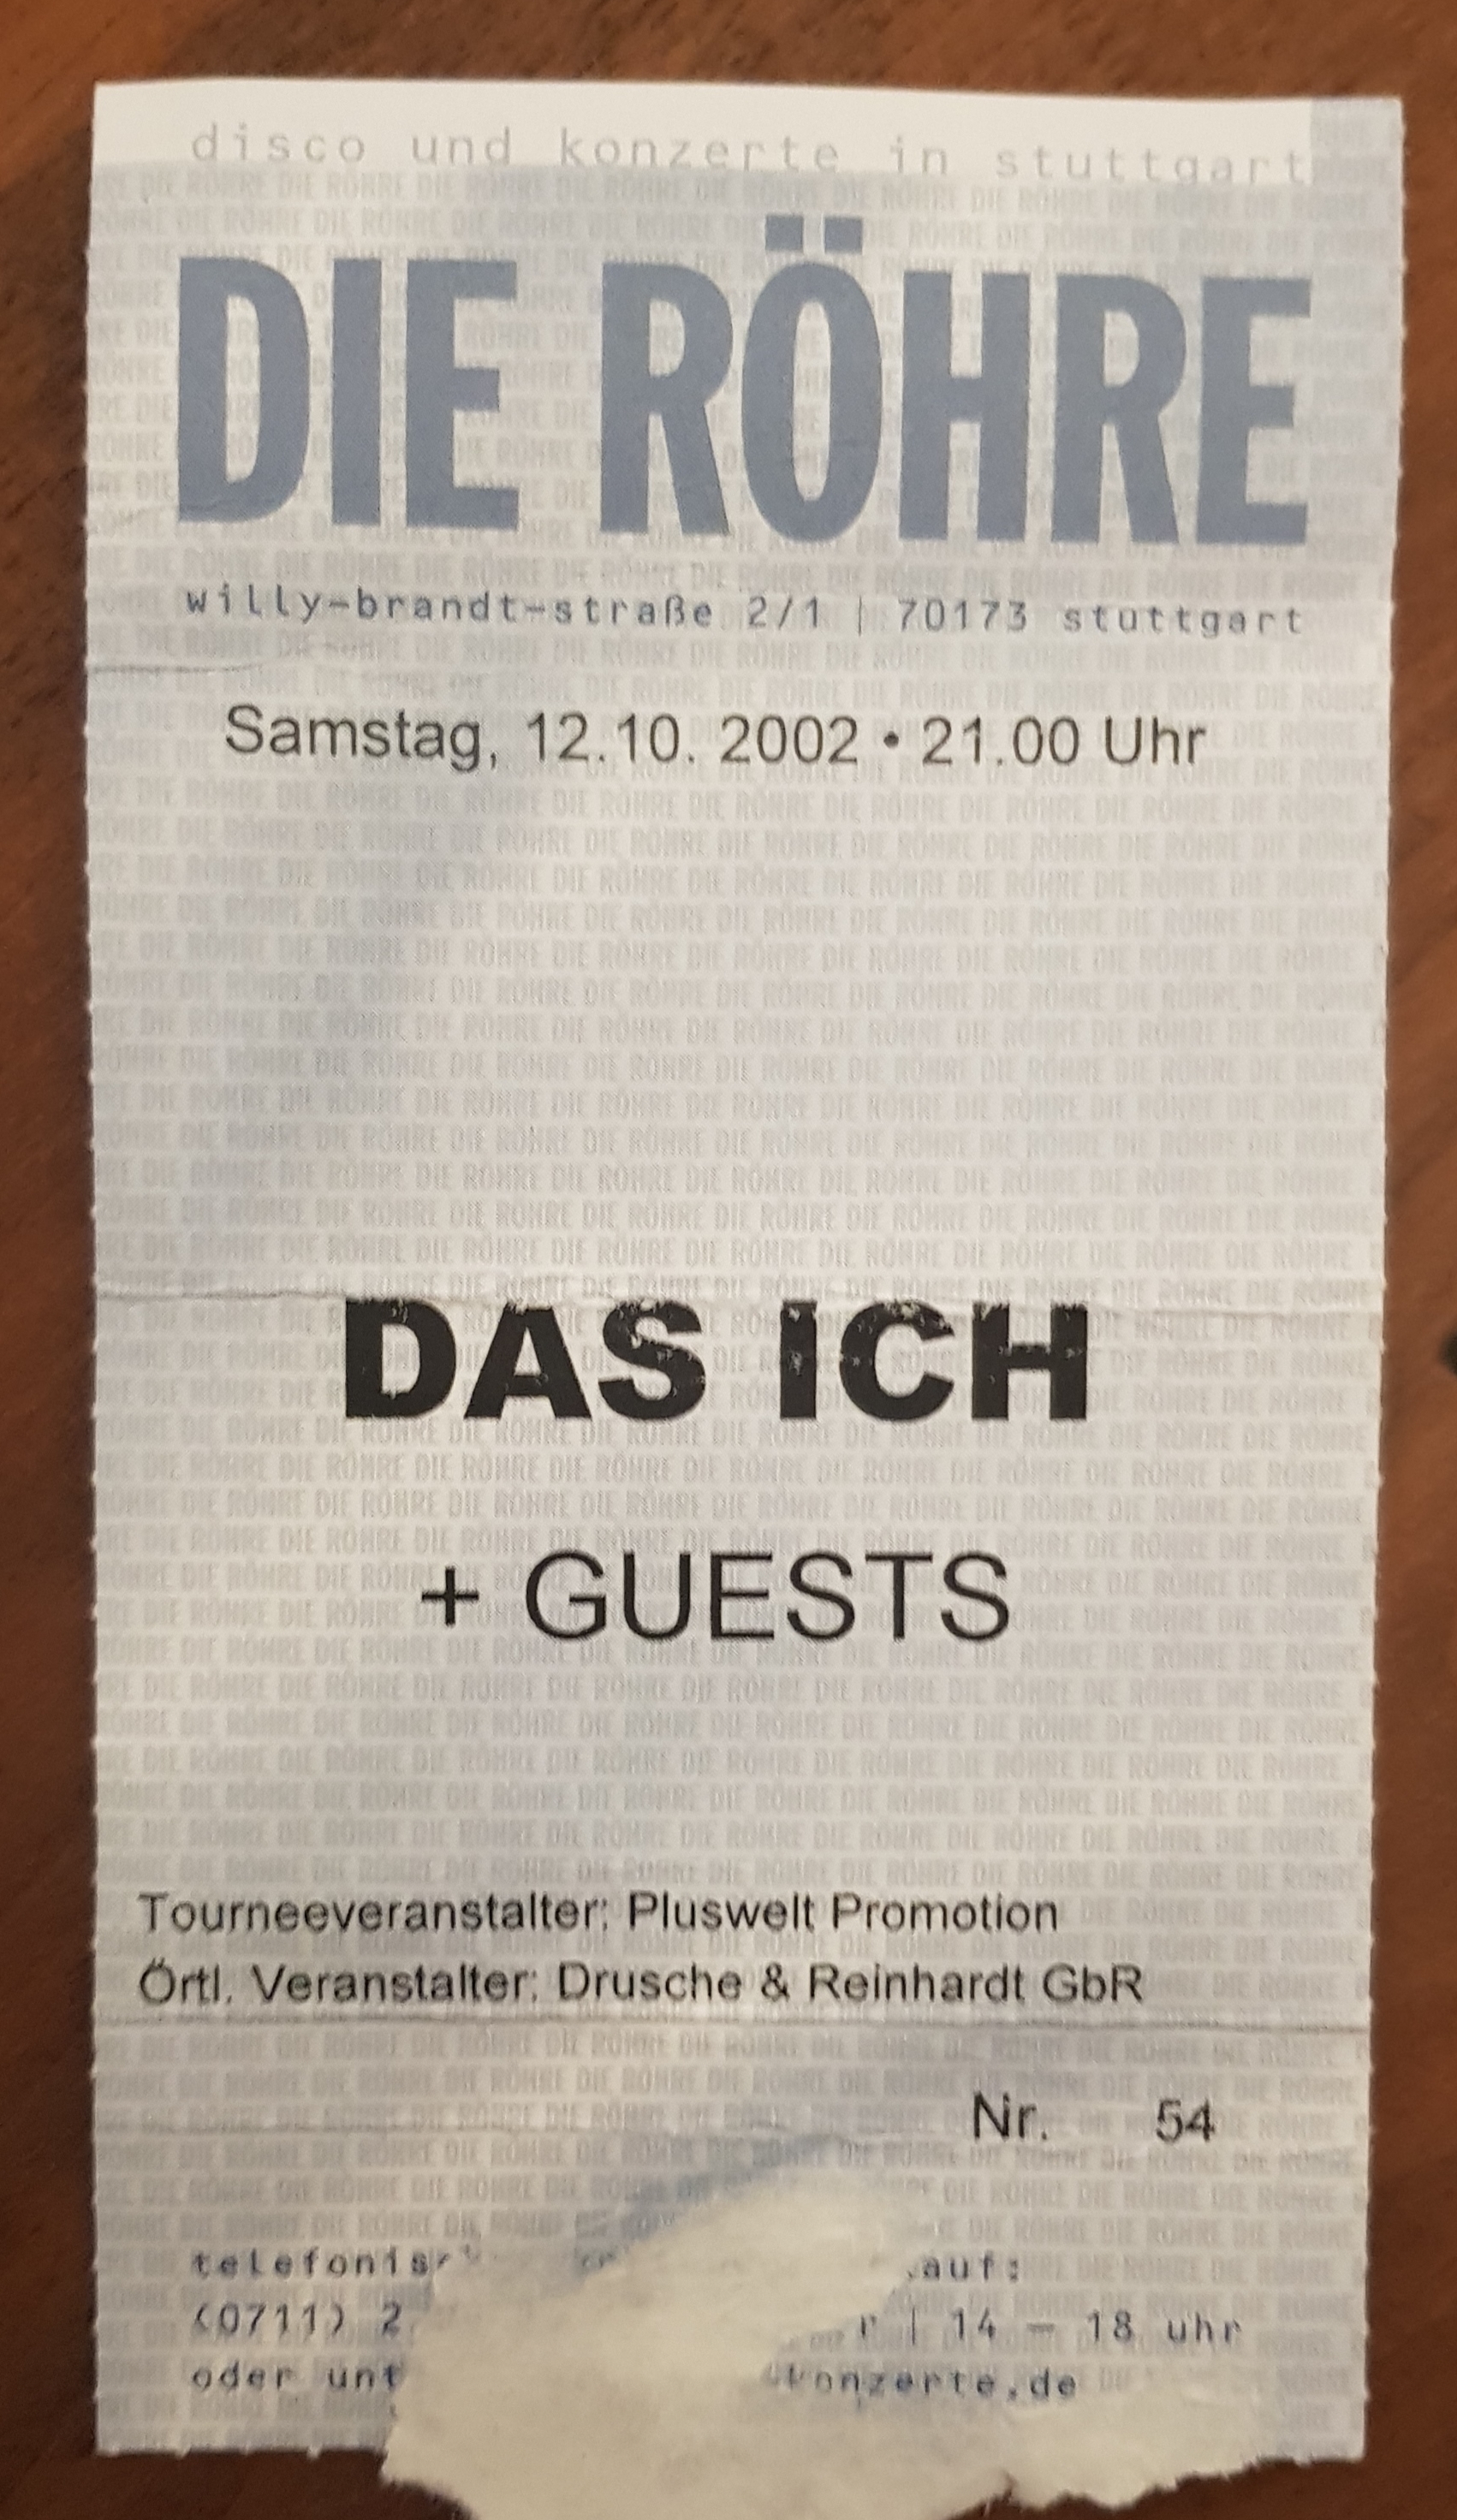 disco und konzerte in stuttgart
DIE RÖHRE
willy-brandt-straße 2/1 | 70173 stuttgart
Samstag, 12.10. 2002 • 21.00 Uhr
DAS ICH
+ GUESTS
Tourneeveranstalter: Pluswelt Promotion
Örtl. Veranstalter: Drusche & Reinhardt GbR
Nr. 54
auf:
(0711) 2 | 14 – 18 uhr
oder konzerte.de